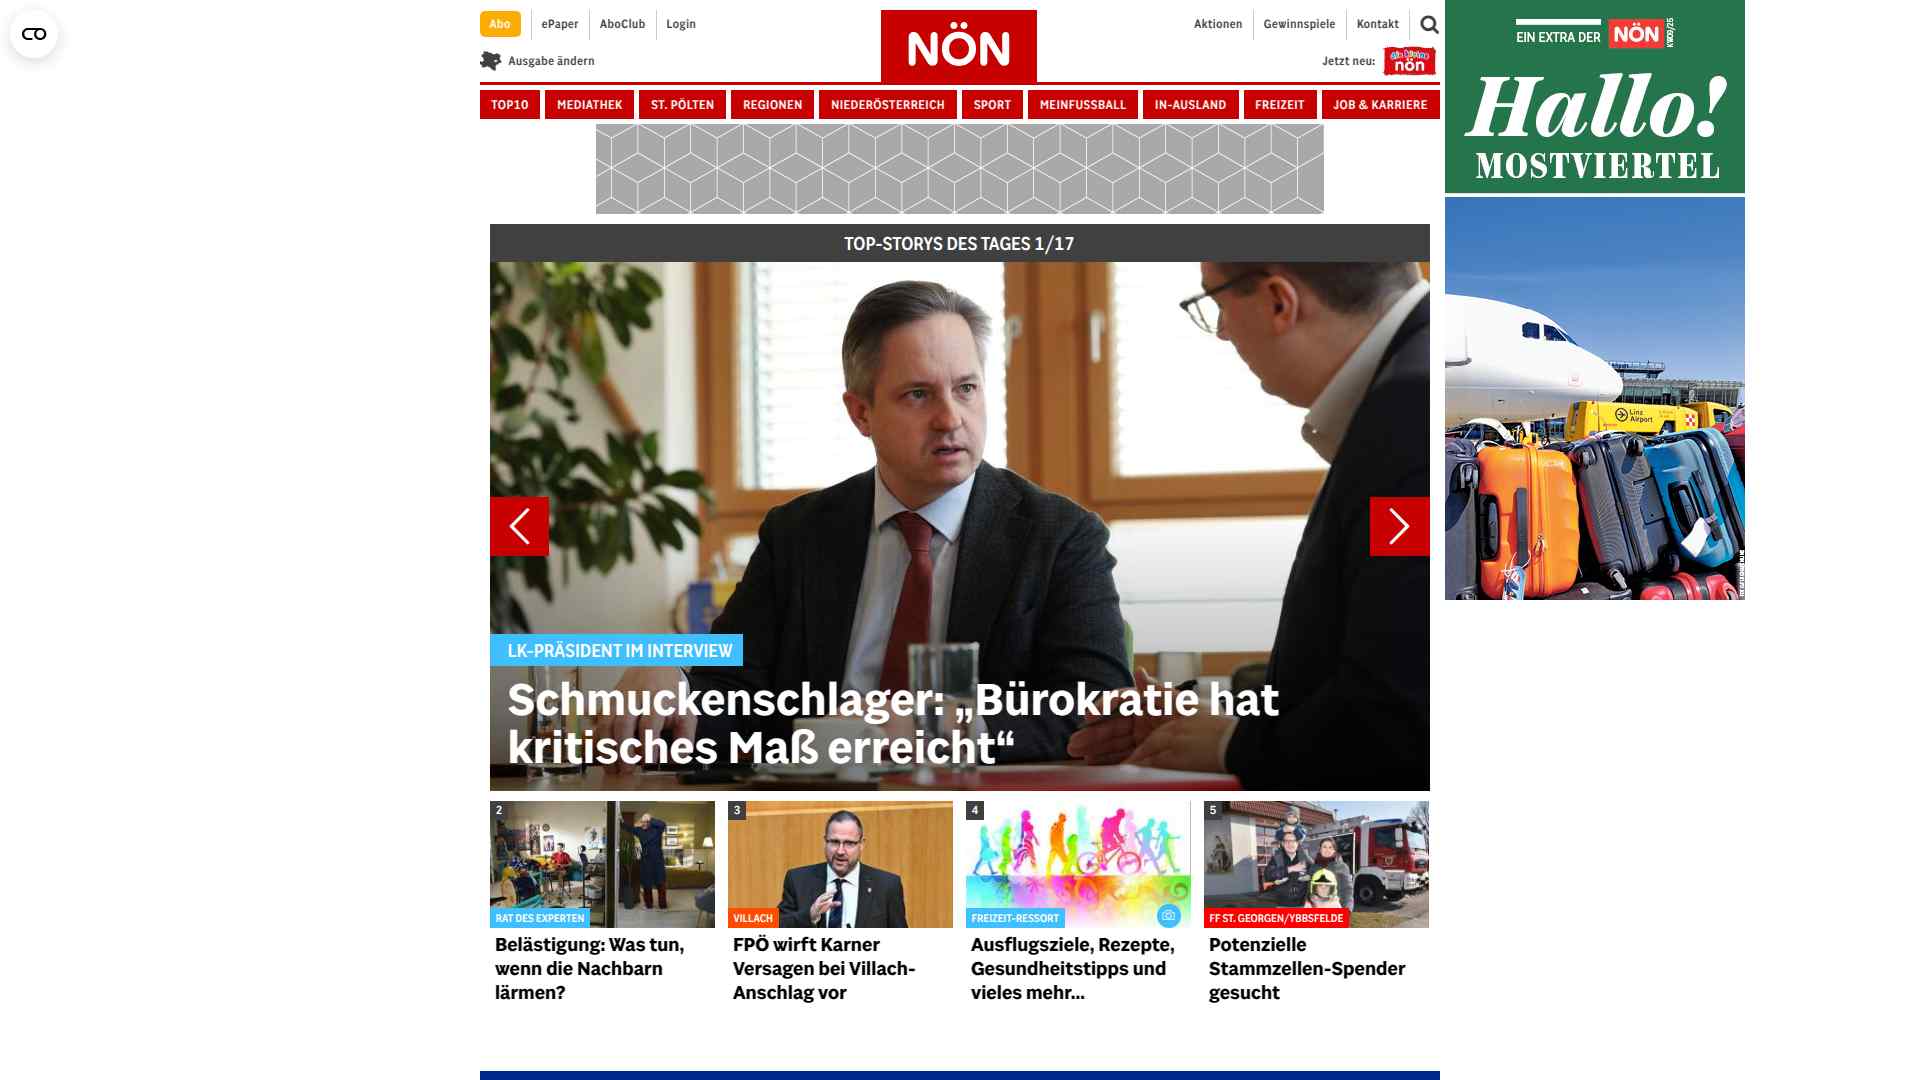 Abo
ePaper
AboClub
Login
NÖN
Aktionen
Gewinnspiele
Kontakt
Ausgabe ändern
Jetzt neu:
die kleine
nön
TOP10
MEDIATHEK
ST. PÖLTEN
REGIONEN
NIEDERÖSTERREICH
SPORT
MEINFUSSBALL
IN-AUSLAND
FREIZEIT
JOB & KARRIERE
EIN EXTRA DER
NÖN
KW09/25
Hallo!
MOSTVIERTEL
Linz
Airport
TOP-STORYS DES TAGES 1/17
LK-PRÄSIDENT IM INTERVIEW
Schmuckenschlager: „Bürokratie hat
kritisches Maß erreicht“
2
RAT DES EXPERTEN
Belästigung: Was tun,
wenn die Nachbarn
lärmen?
3
VILLACH
FPÖ wirft Karner
Versagen bei Villach-
Anschlag vor
4
FREIZEIT-RESSORT
Ausflugsziele, Rezepte,
Gesundheitstipps und
vieles mehr...
5
FF ST. GEORGEN/YBBSFELDE
Potenzielle
Stammzellen-Spender
gesucht